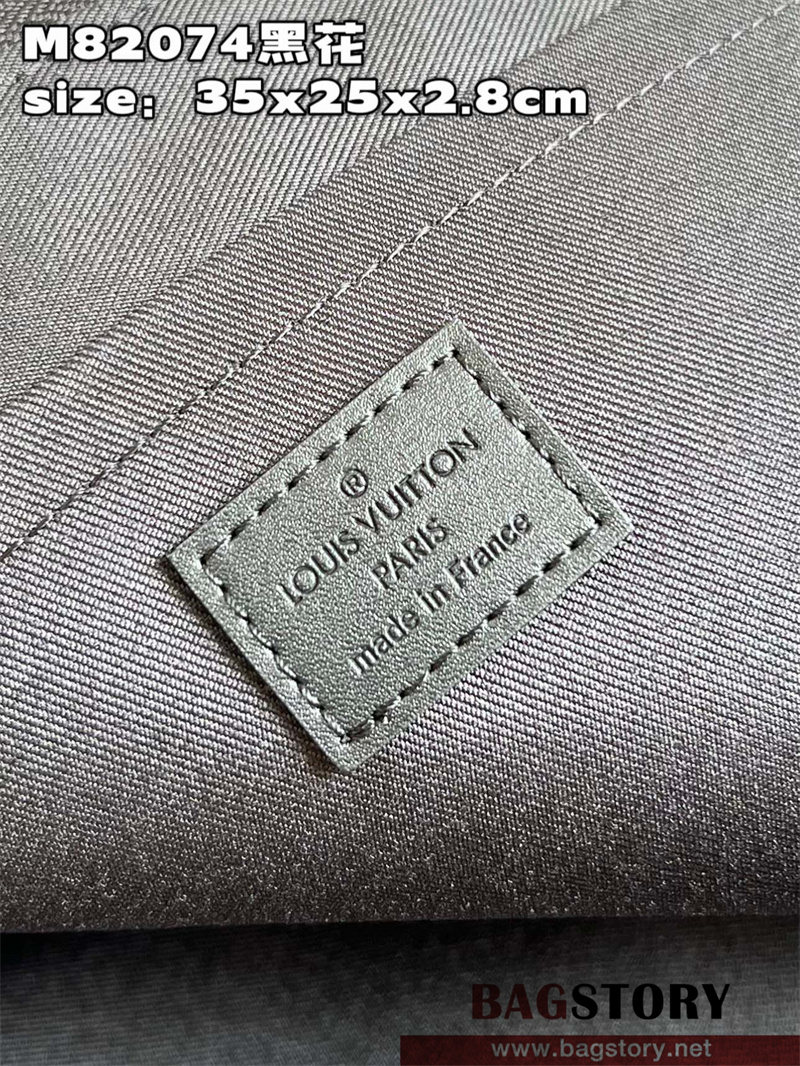 M82074黑花
size：35x25x2.8cm
®
LOUIS VUITTON
PARIS
made in France
BAGSTORY
www.bagstory.net